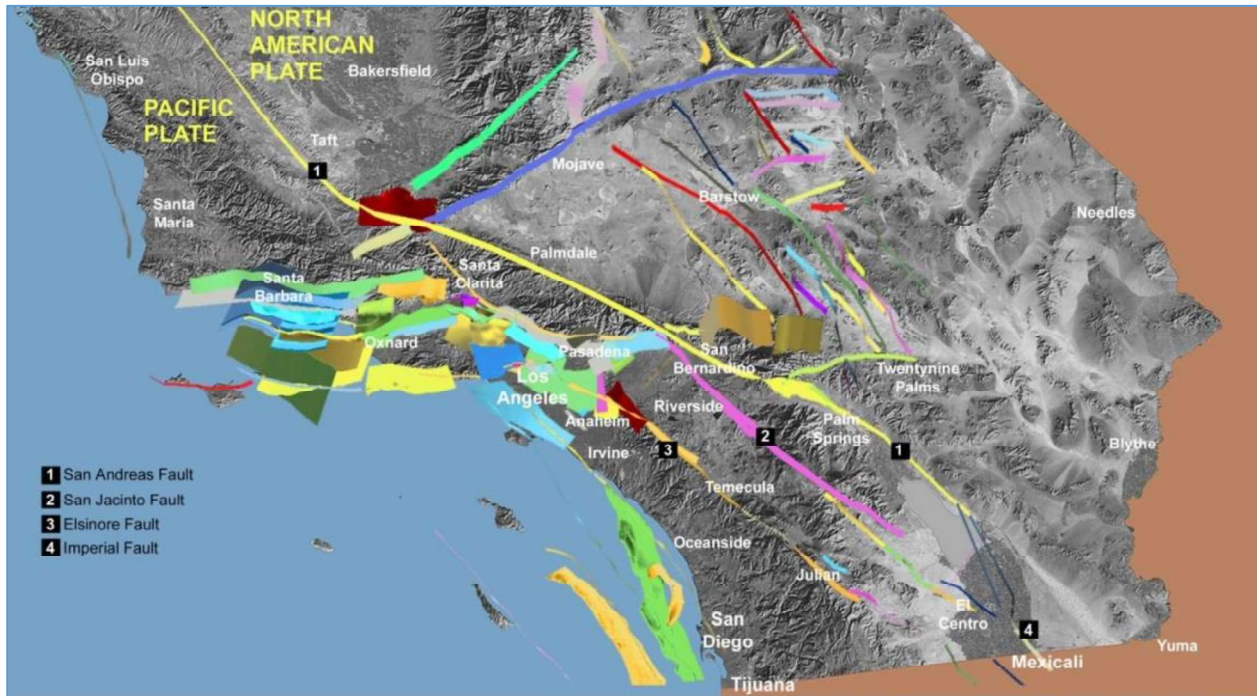 NORTH
AMERICAN
PLATE
San Luis
Obispo
Bakersfield
PACIFIC
PLATE
Taft
1
Mojave
Santa
Maria
Barstow
Needles
Palmdale
Santa
Clarita
Santa
Barbara
Oxnard
Pasadena
San
Bernardino
Twentynine
Palms
Los
Angeles
Anaheim
Riverside
Palm
Springs
Blythe
2
1
Irvine
3
Temecula
1 San Andreas Fault
2 San Jacinto Fault
3 Elsinore Fault
4 Imperial Fault
Oceanside
Julian
San
Diego
El
Centro
4
Mexicali
Yuma
Tijuana